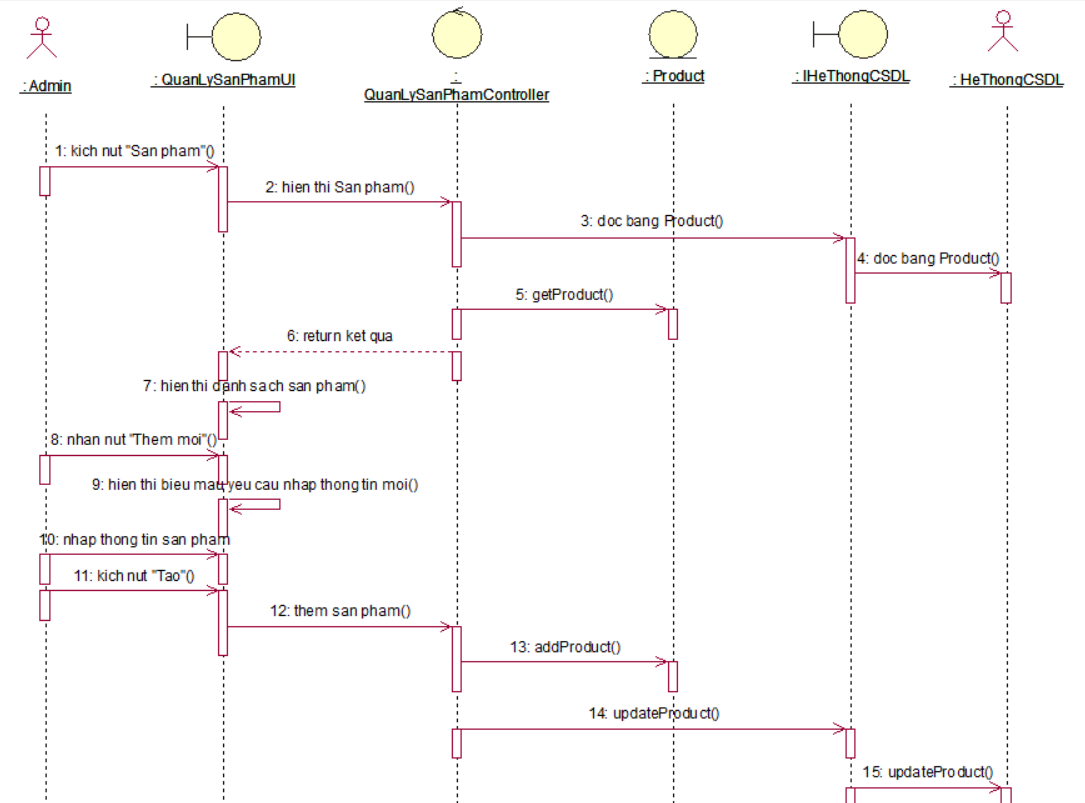 : Admin
: QuanLySanPhamUI
:
QuanLySanPhamController
: Product
: IHeThongCSDL
: HeThongCSDL
1: kich nut "San pham"()
2: hien thi San pham()
3: doc bang Product()
4: doc bang Product()
5: getProduct()
6: return ket qua
7: hien thi danh sach san pham()
8: nhan nut "Them moi"()
9: hien thi bieu mau yeu cau nhap thong tin moi()
10: nhap thong tin san pham
11: kich nut "Tao"()
12: them san pham()
13: addProduct()
14: updateProduct()
15: updateProduct()